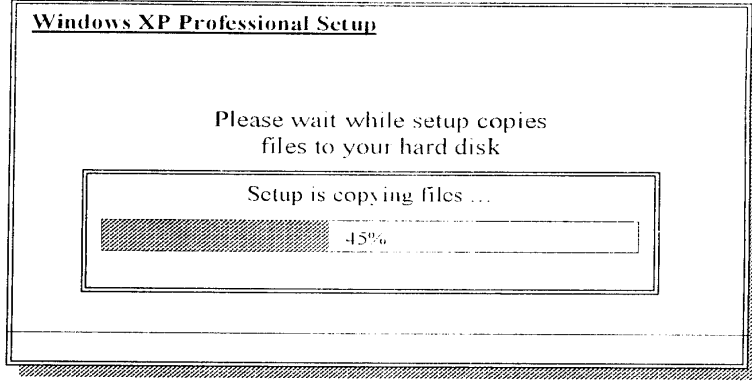 Windows XP Professional Setup
Please wait while setup copies
files to your hard disk
Setup is copying files ...
45%